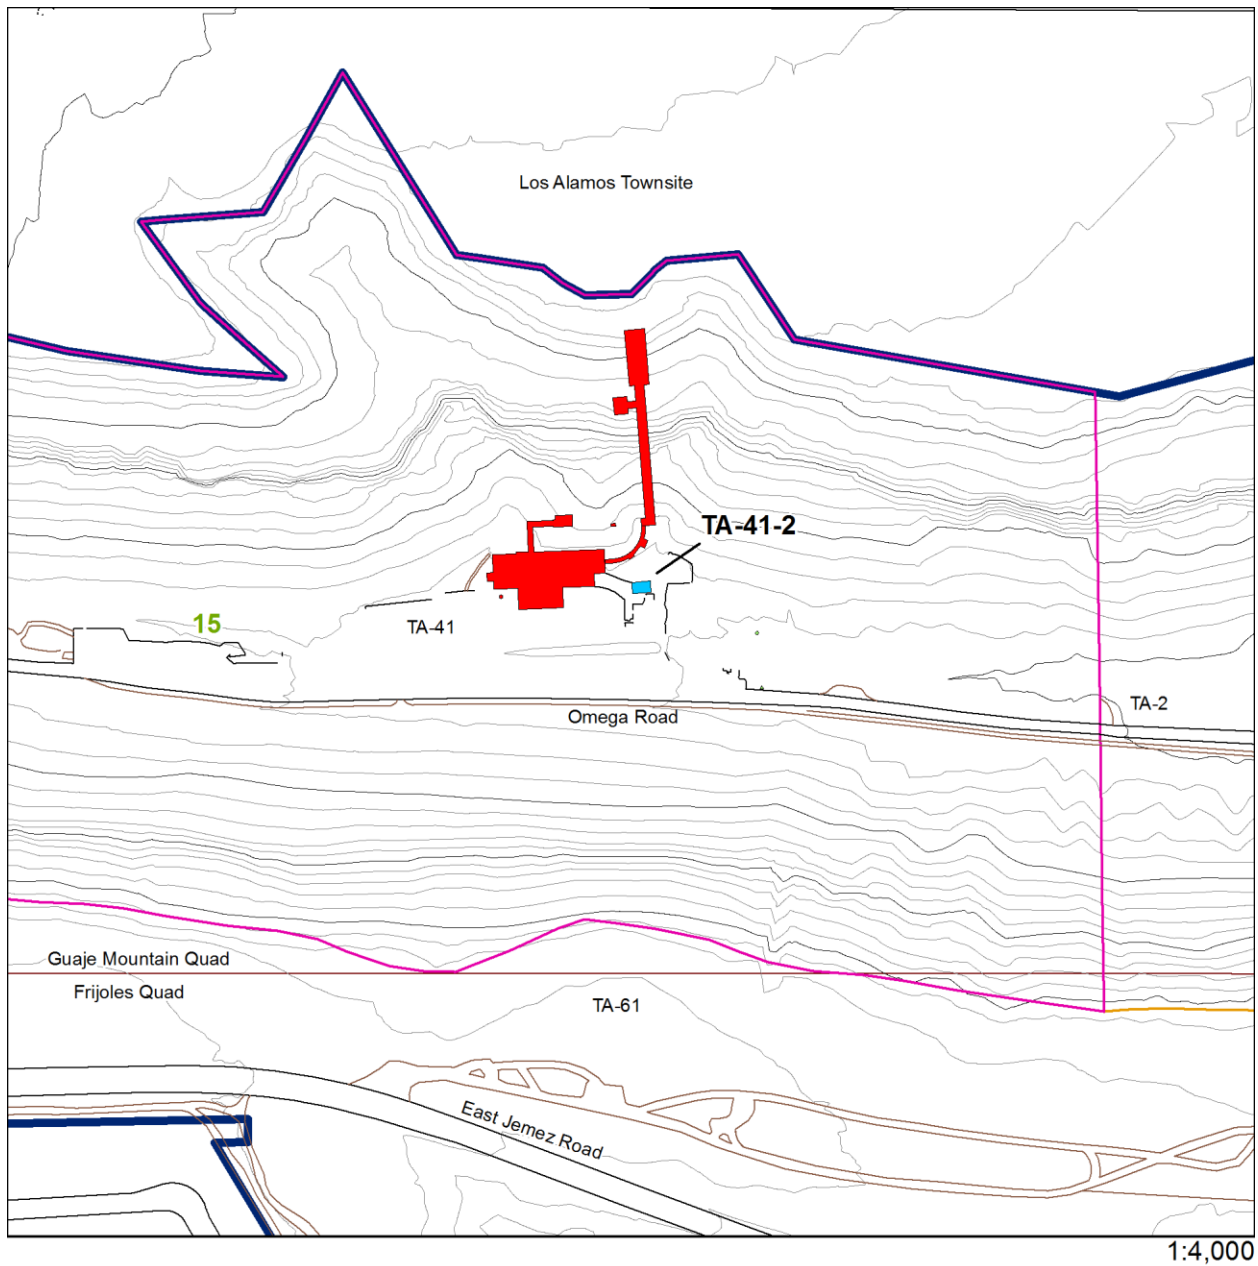 Los Alamos Townsite
TA-41-2
15
TA-41
TA-2
Omega Road
Guaje Mountain Quad
Frijoles Quad
TA-61
East Jemez Road
1:4,000